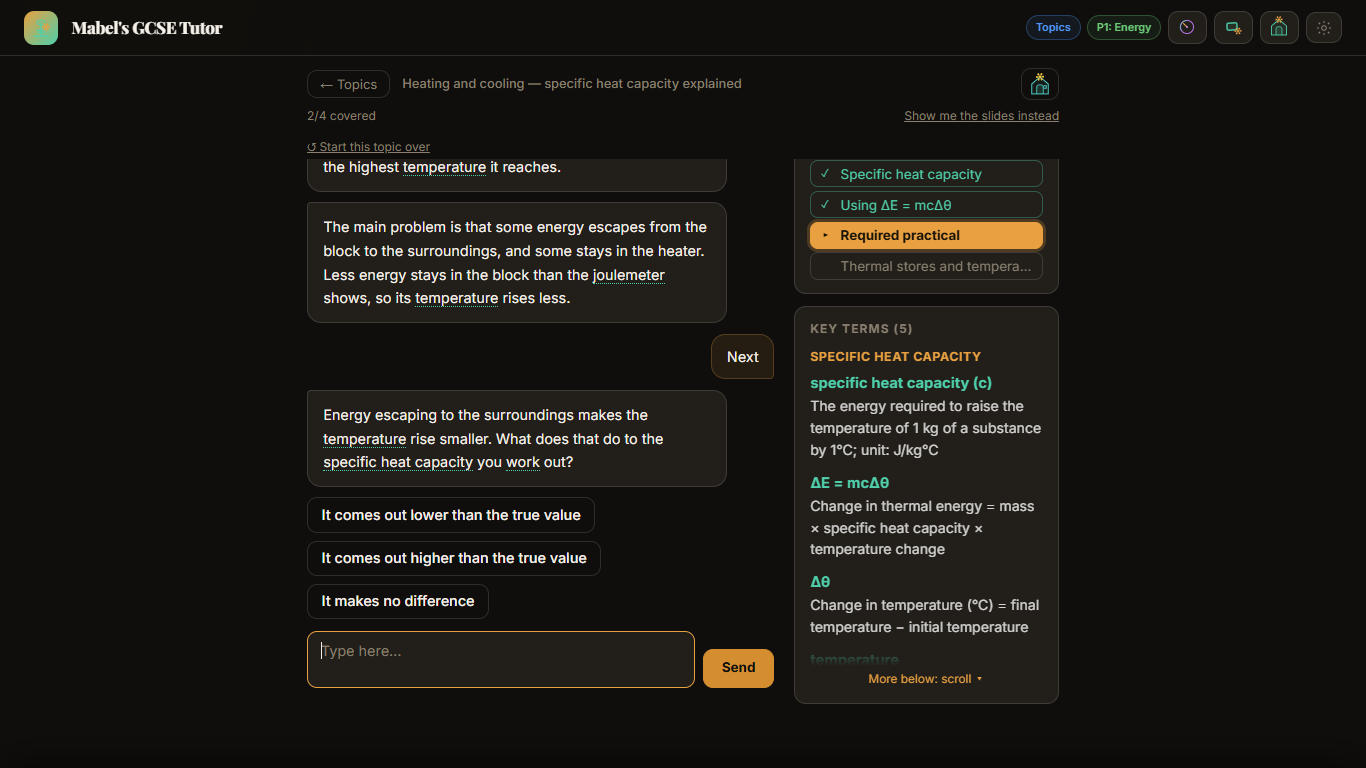 Mabel's GCSE Tutor
Topics
P1: Energy
← Topics
Heating and cooling — specific heat capacity explained
2/4 covered
Show me the slides instead
↺ Start this topic over
the highest temperature it reaches.
The main problem is that some energy escapes from the
block to the surroundings, and some stays in the heater.
Less energy stays in the block than the joulemeter
shows, so its temperature rises less.
Next
Energy escaping to the surroundings makes the
temperature rise smaller. What does that do to the
specific heat capacity you work out?
It comes out lower than the true value
It comes out higher than the true value
It makes no difference
Type here...
Send
✓ Specific heat capacity
✓ Using ΔE = mcΔθ
‣ Required practical
Thermal stores and tempera...
KEY TERMS (5)
SPECIFIC HEAT CAPACITY
specific heat capacity (c)
The energy required to raise the
temperature of 1 kg of a substance
by 1°C; unit: J/kg°C
ΔE = mcΔθ
Change in thermal energy = mass
× specific heat capacity ×
temperature change
Δθ
Change in temperature (°C) = final
temperature − initial temperature
temperature
More below: scroll ▾